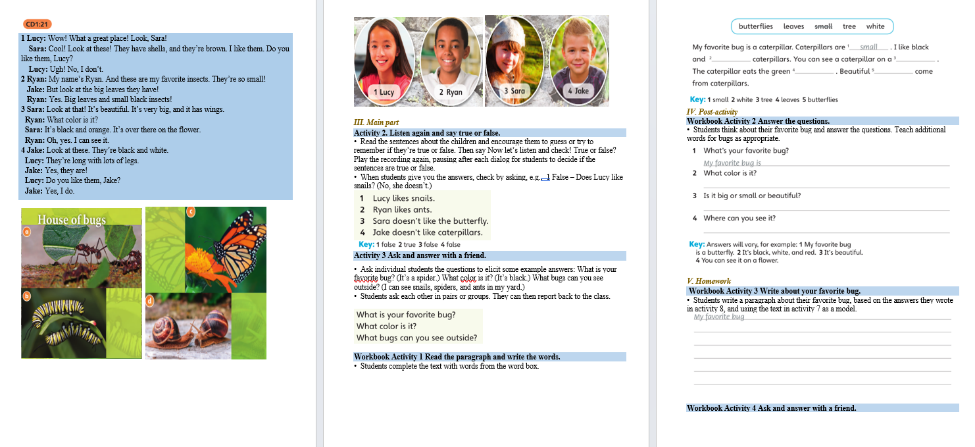 CD1:21
1 Lucy: Wow! What a great place! Look, Sara!
Sara: Cool! Look at these! They have shells, and they're brown. I like them. Do you
like them, Lucy?
Lucy: Ugh! No, I don't.
2 Ryan: My name's Ryan. And these are my favorite insects. They're so small!
Jake: But look at the big leaves they have!
Ryan: Yes. Big leaves and small black insects!
3 Sara: Look at that! It's beautiful. It's very big, and it has wings.
Ryan: What color is it?
Sara: It's black and orange. It's over there on the flower.
Ryan: Oh, yes. I can see it.
4 Jake: Look at these. They're black and white.
Lucy: They're long with lots of legs.
Jake: Yes, they are!
Lucy: Do you like them, Jake?
Jake: Yes, I do.
House of bugs
a
c
b
d
1 Lucy
2 Ryan
3 Sara
4 Jake
III. Main part
Activity 2. Listen again and say true or false.
• Read the sentences about the children and encourage them to guess or try to
remember if they're true or false. Then say Now let's listen and check! True or false?
Play the recording again, pausing after each dialog for students to decide if the
sentences are true or false.
• When students give you the answers, check by asking, e.g. 1 False – Does Lucy like
snails? (No, she doesn't.)
1 Lucy likes snails.
2 Ryan likes ants.
3 Sara doesn't like the butterfly.
4 Jake doesn't like caterpillars.
Key: 1 false 2 true 3 false 4 false
Activity 3 Ask and answer with a friend.
• Ask individual students the questions to elicit some example answers: What is your
favorite bug? (It's a spider.) What color is it? (It's black.) What bugs can you see
outside? (I can see snails, spiders, and ants in my yard.)
• Students ask each other in pairs or groups. They can then report back to the class.
What is your favorite bug?
What color is it?
What bugs can you see outside?
Workbook Activity 1 Read the paragraph and write the words.
• Students complete the text with words from the word box.
butterflies leaves small tree white
My favorite bug is a caterpillar. Caterpillars are 1 small . I like black
and 2 caterpillars. You can see a caterpillar on a 3 .
The caterpillar eats the green 4 . Beautiful 5 come
from caterpillars.
Key: 1 small 2 white 3 tree 4 leaves 5 butterflies
IV. Post-activity
Workbook Activity 2 Answer the questions.
• Students think about their favorite bug and answer the questions. Teach additional
words for bugs as appropriate.
1 What's your favorite bug?
My favorite bug is
2 What color is it?
3 Is it big or small or beautiful?
4 Where can you see it?
Key: Answers will vary, for example: 1 My favorite bug
is a butterfly. 2 It's black, white, and red. 3 It's beautiful.
4 You can see it on a flower.
V. Homework
Workbook Activity 3 Write about your favorite bug.
• Students write a paragraph about their favorite bug, based on the answers they wrote
in activity 8, and using the text in activity 7 as a model.
My favorite bug
Workbook Activity 4 Ask and answer with a friend.